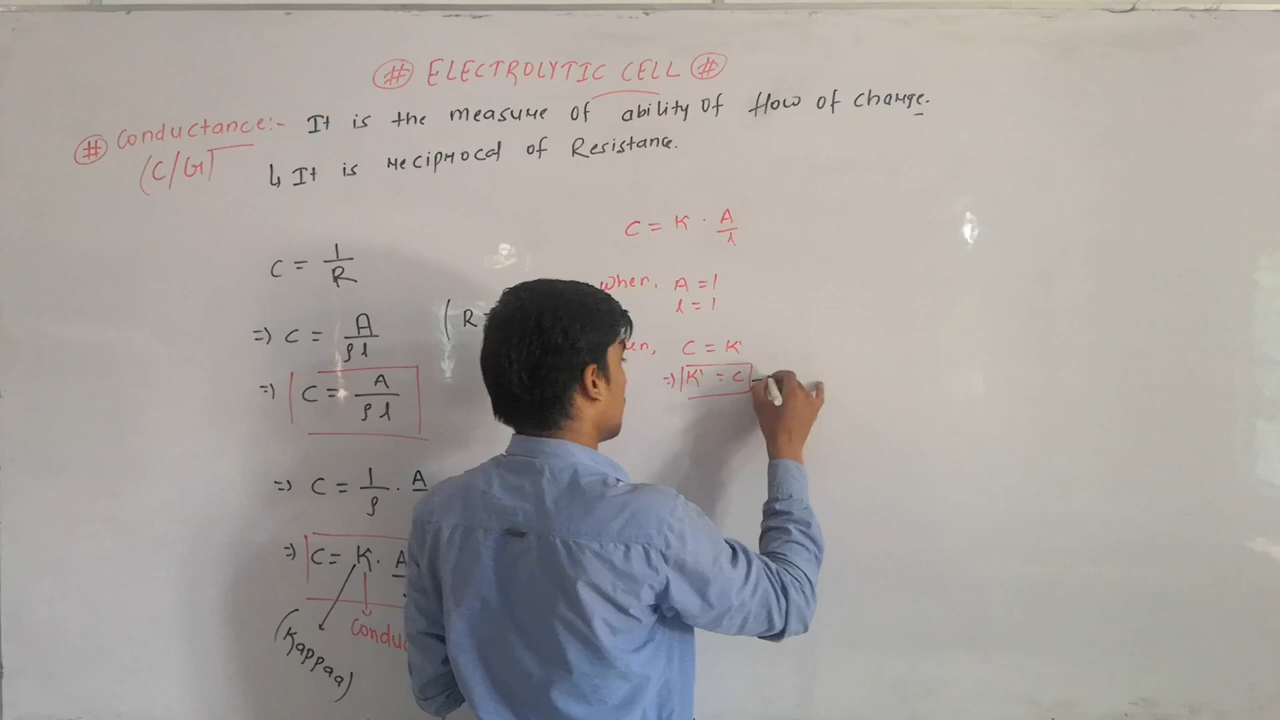 # ELECTROLYTIC CELL #
# Conductance:- It is the measure of ability of flow of charge.
(C/G)
↳ It is reciprocal of Resistance.
C = 1/R
=) C = A/ρl
(R =
=) C = A/ρl
=) C = 1/ρ . A
=) C = K . A
(Kappaa)
C = K . A/l
when, A = 1
l = 1
C = K
=) K = C